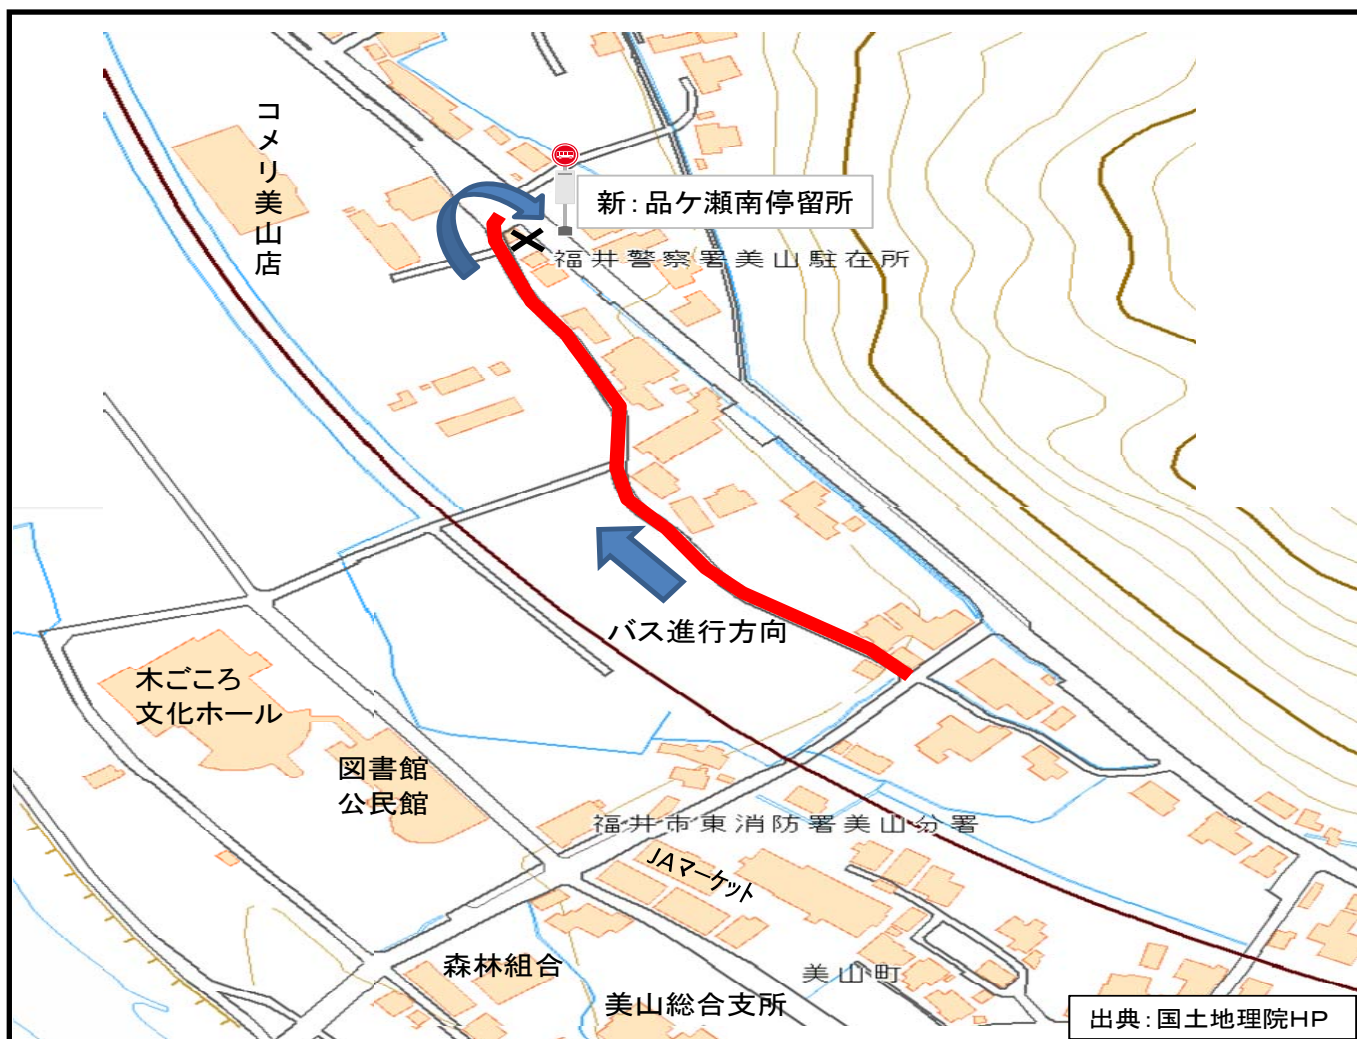 コメリ美山店
新：品ケ瀬南停留所
福井警察署美山駐在所
バス進行方向
木ごころ
文化ホール
図書館
公民館
福井市東消防署美山分署
JAマーケット
森林組合
美山町
美山総合支所
出典：国土地理院HP